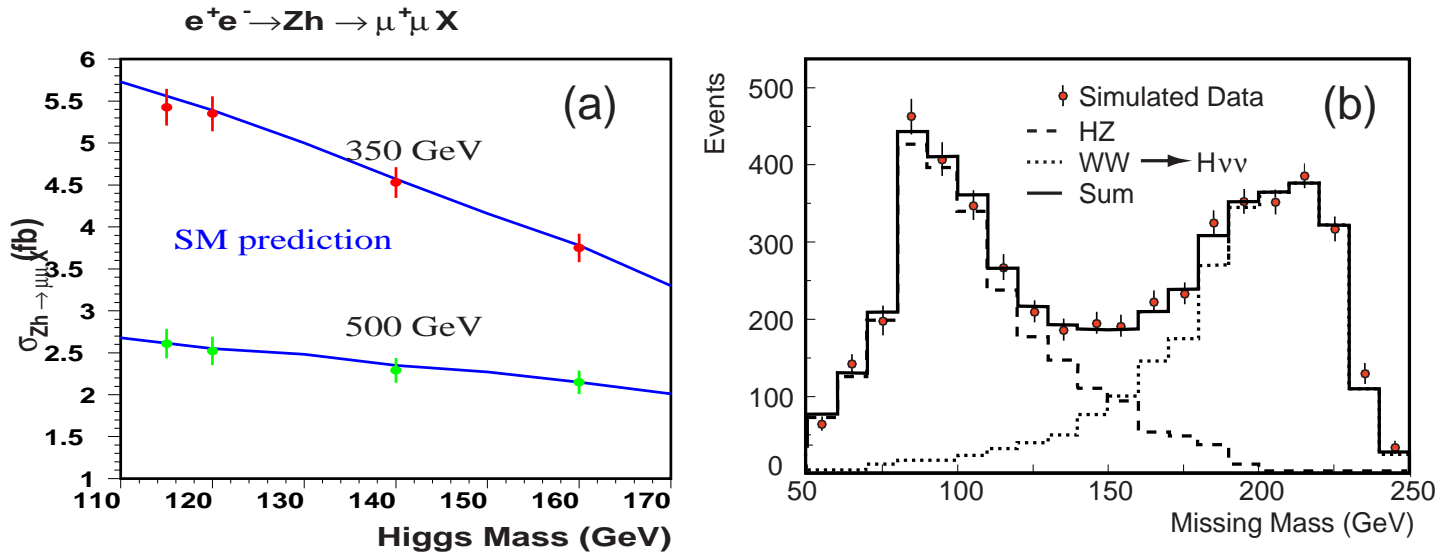 e⁺e⁻→Zh → μ⁺μ⁻X
6
5.5
5
4.5
4
3.5
3
2.5
2
1.5
1
σZh → μμX(fb)
(a)
350 GeV
SM prediction
500 GeV
110 120 130 140 150 160 170
Higgs Mass (GeV)
500
400
300
200
100
0
Events
(b)
Simulated Data
HZ
WW → Hνν
Sum
50 100 150 200 250
Missing Mass (GeV)